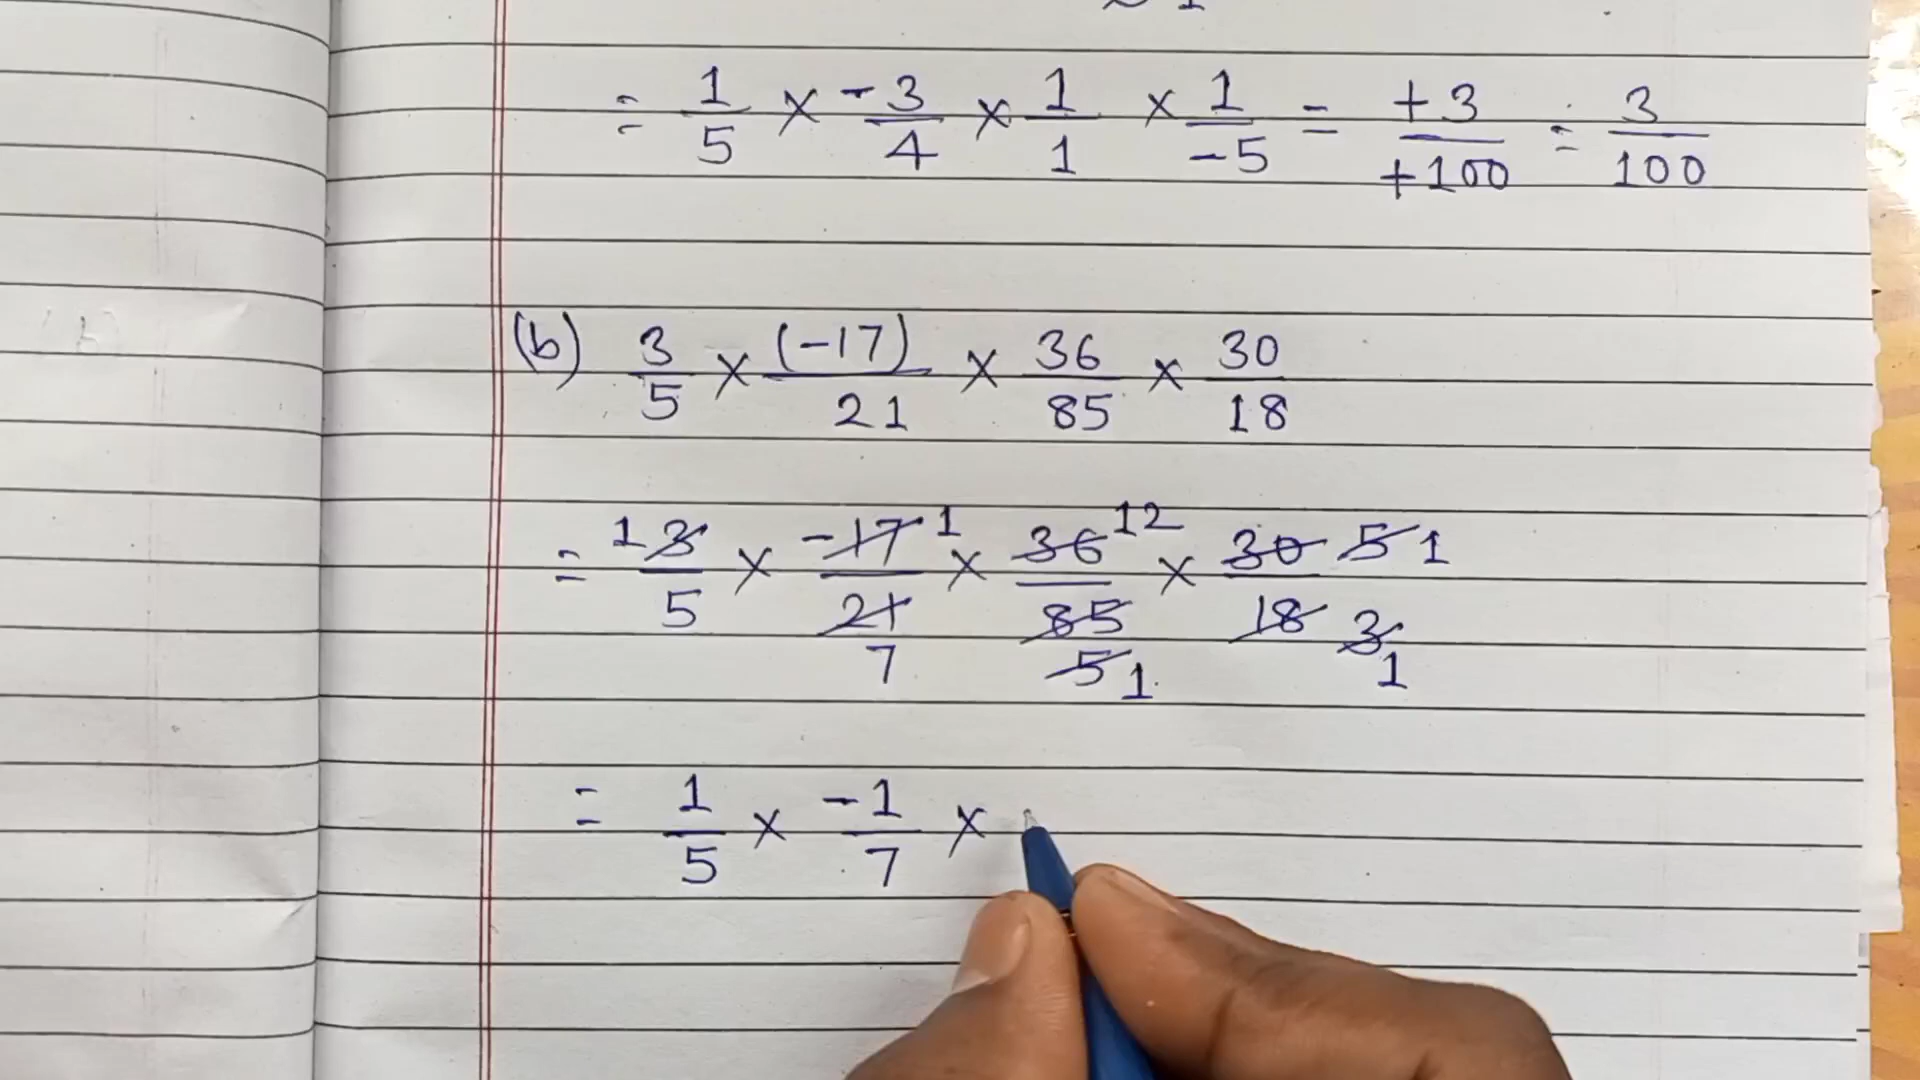 = 1/5 × -3/4 × 1/1 × 1/-5 = +3/+100 = 3/100
(b) 3/5 × (-17)/21 × 36/85 × 30/18
= 1 3/5 × -17 1/21 7 × 36 12/85 5 1 × 30 5 1/18 3 1
= 1/5 × -1/7 ×